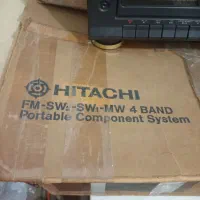 HITACHI
FM-SW₂-SW₁-MW 4 BAND
Portable Component System